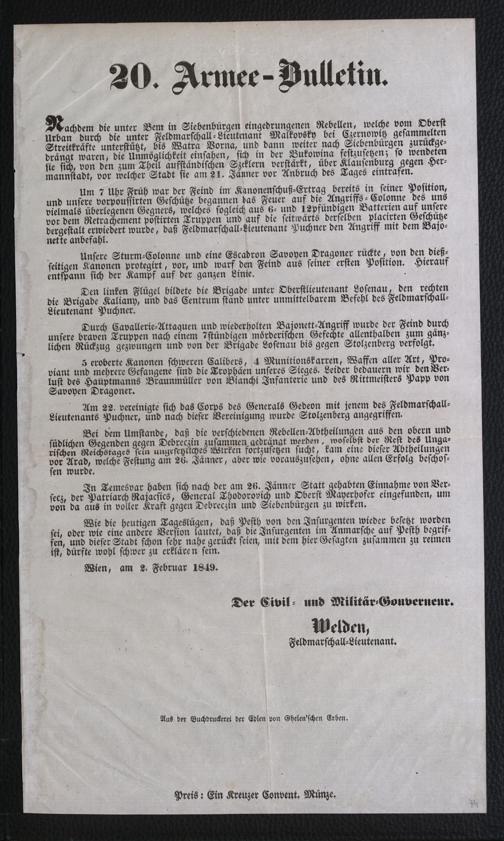 20. Armee-Bulletin.
Nachdem die unter Bem in Siebenbürgen eingedrungenen Rebellen, welche vom Oberst
Urban durch die unter Feldmarschall-Lieutenant Malkovsky bei Czernowitz gesammelten
Streitkräfte unterstützt, bis Watra Dorna, und dann weiter nach Siebenbürgen zurückge-
drängt waren, die Unmöglichkeit einsahen, sich in der Bukowina festzusetzen; so wendeten
sie sich, von den zum Theil aufständischen Szeklern verstärkt, über Klausenburg gegen Her-
mannstadt, vor welcher Stadt sie am 21. Jänner vor Anbruch des Tages eintrafen.
Um 7 Uhr Früh war der Feind im Kanonenschuß-Ertrag bereits in seiner Position,
und unsere vorpoussirten Geschütze begannen das Feuer auf die Angriffs-Colonne des uns
vielmals überlegenen Gegners, welches sogleich aus 6- und 12pfündigen Batterien auf unsere
vor dem Retrachement postirten Truppen und auf die seitwärts derselben placirten Geschütze
dergestalt erwiedert wurde, daß Feldmarschall-Lieutenant Puchner den Angriff mit dem Bajo-
nette anbefahl.
Unsere Sturm-Colonne und eine Escadron Savoyen Dragoner rückte, von den dieß-
seitigen Kanonen protegirt, vor, und warf den Feind aus seiner ersten Position. Hierauf
entspann sich der Kampf auf der ganzen Linie.
Den linken Flügel bildete die Brigade unter Oberstlieutenant Losenau, den rechten
die Brigade Kaliany, und das Centrum stand unter unmittelbarem Befehl des Feldmarschall-
Lieutenant Puchner.
Durch Cavallerie-Attaquen und wiederholten Bajonett-Angriff wurde der Feind durch
unsere braven Truppen nach einem 7stündigen mörderischen Gefechte allenthalben zum gänz-
lichen Rückzug gezwungen und von der Brigade Losenau bis gegen Stolzenberg verfolgt.
5 eroberte Kanonen schweren Calibers, 4 Munitionskarren, Waffen aller Art, Pro-
viant und mehrere Gefangene sind die Trophäen unseres Sieges. Leider bedauern wir den Ver-
lust des Hauptmanns Braunmüller von Bianchi Infanterie und des Rittmeisters Papp von
Savoyen Dragoner.
Am 22. vereinigte sich das Corps des Generals Gedeon mit jenem des Feldmarschall-
Lieutenants Puchner, und nach dieser Vereinigung wurde Stolzenberg angegriffen.
Bei dem Umstande, daß die verschiedenen Rebellen-Abtheilungen aus den obern und
südlichen Gegenden gegen Debreczin zusammen gedrängt werden, woselbst der Rest des Unga-
rischen Reichstages sein ungesetzliches Wirken fortzusetzen sucht, kam eine dieser Abtheilungen
vor Arad, welche Festung am 26. Jänner, aber wie vorauszusehen, ohne allen Erfolg beschos-
sen wurde.
In Temesvar haben sich nach der am 26. Jänner Statt gehabten Einnahme von Ver-
secz, der Patriarch Rajacsics, General Thodorovich und Oberst Mayerhofer eingefunden, um
von da aus in voller Kraft gegen Debreczin und Siebenbürgen zu wirken.
Wie die heutigen Tageslügen, daß Pesth von den Insurgenten wieder besetzt worden
sei, oder wie eine andere Version lautet, daß die Insurgenten im Anmarsche auf Pesth begrif-
fen, und dieser Stadt schon sehr nahe gerückt seien, mit dem hier Gesagten zusammen zu reimen
ist, dürfte wohl schwer zu erklären sein.
Wien, am 2. Februar 1849.
Der Civil- und Militär-Gouverneur.
Welden,
Feldmarschall-Lieutenant.
Aus der Buchdruckerei der Edlen von Ghelen'schen Erben.
Preis: Ein Kreuzer Convent. Münze.